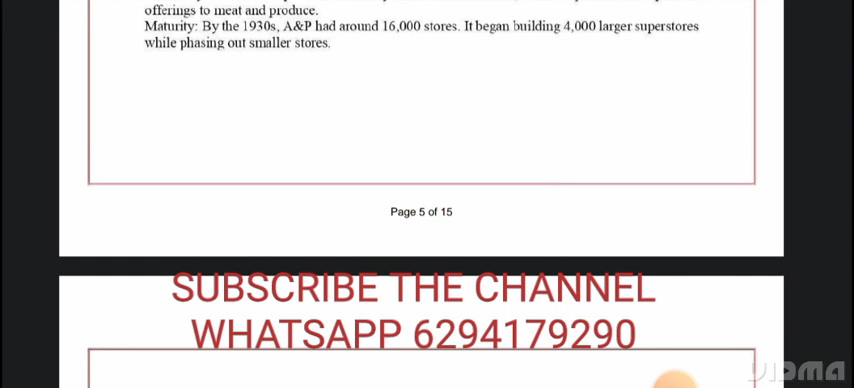 offerings to meat and produce.
Maturity: By the 1930s, A&P had around 16,000 stores. It began building 4,000 larger superstores
while phasing out smaller stores.
Page 5 of 15
SUBSCRIBE THE CHANNEL
WHATSAPP 6294179290
VIDMA